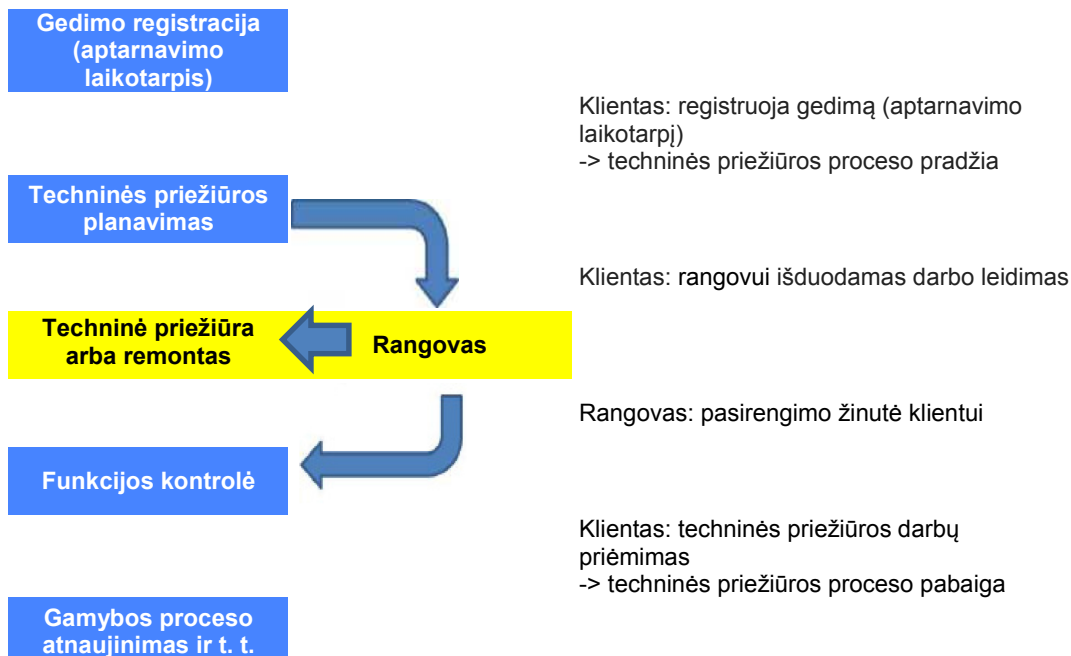 Gedimo registracija
(aptarnavimo
laikotarpis)
Klientas: registruoja gedimą (aptarnavimo
laikotarpį)
-> techninės priežiūros proceso pradžia
Techninės priežiūros
planavimas
Klientas: rangovui išduodamas darbo leidimas
Techninė priežiūra
arba remontas
Rangovas
Rangovas: pasirengimo žinutė klientui
Funkcijos kontrolė
Klientas: techninės priežiūros darbų
priėmimas
-> techninės priežiūros proceso pabaiga
Gamybos proceso
atnaujinimas ir t. t.